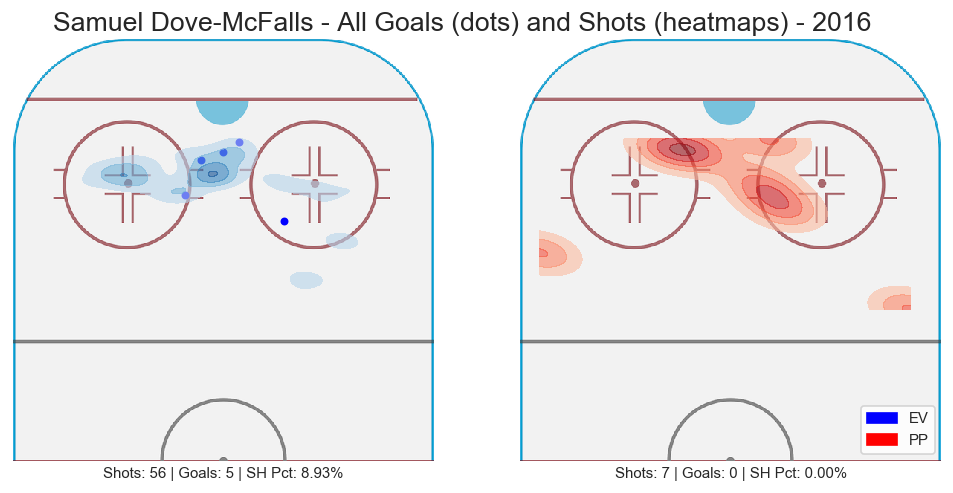 Samuel Dove-McFalls - All Goals (dots) and Shots (heatmaps) - 2016
EV
PP
Shots: 56 | Goals: 5 | SH Pct: 8.93%
Shots: 7 | Goals: 0 | SH Pct: 0.00%